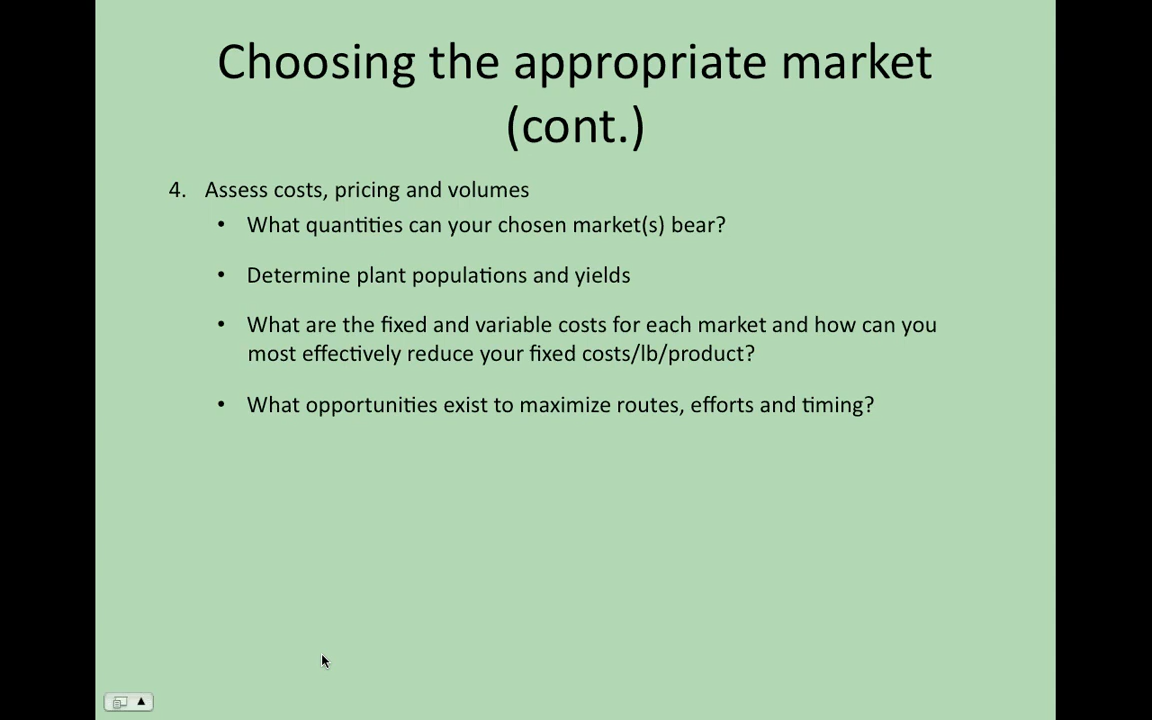 Choosing the appropriate market
(cont.)
4. Assess costs, pricing and volumes
• What quantities can your chosen market(s) bear?
• Determine plant populations and yields
• What are the fixed and variable costs for each market and how can you
most effectively reduce your fixed costs/lb/product?
• What opportunities exist to maximize routes, efforts and timing?